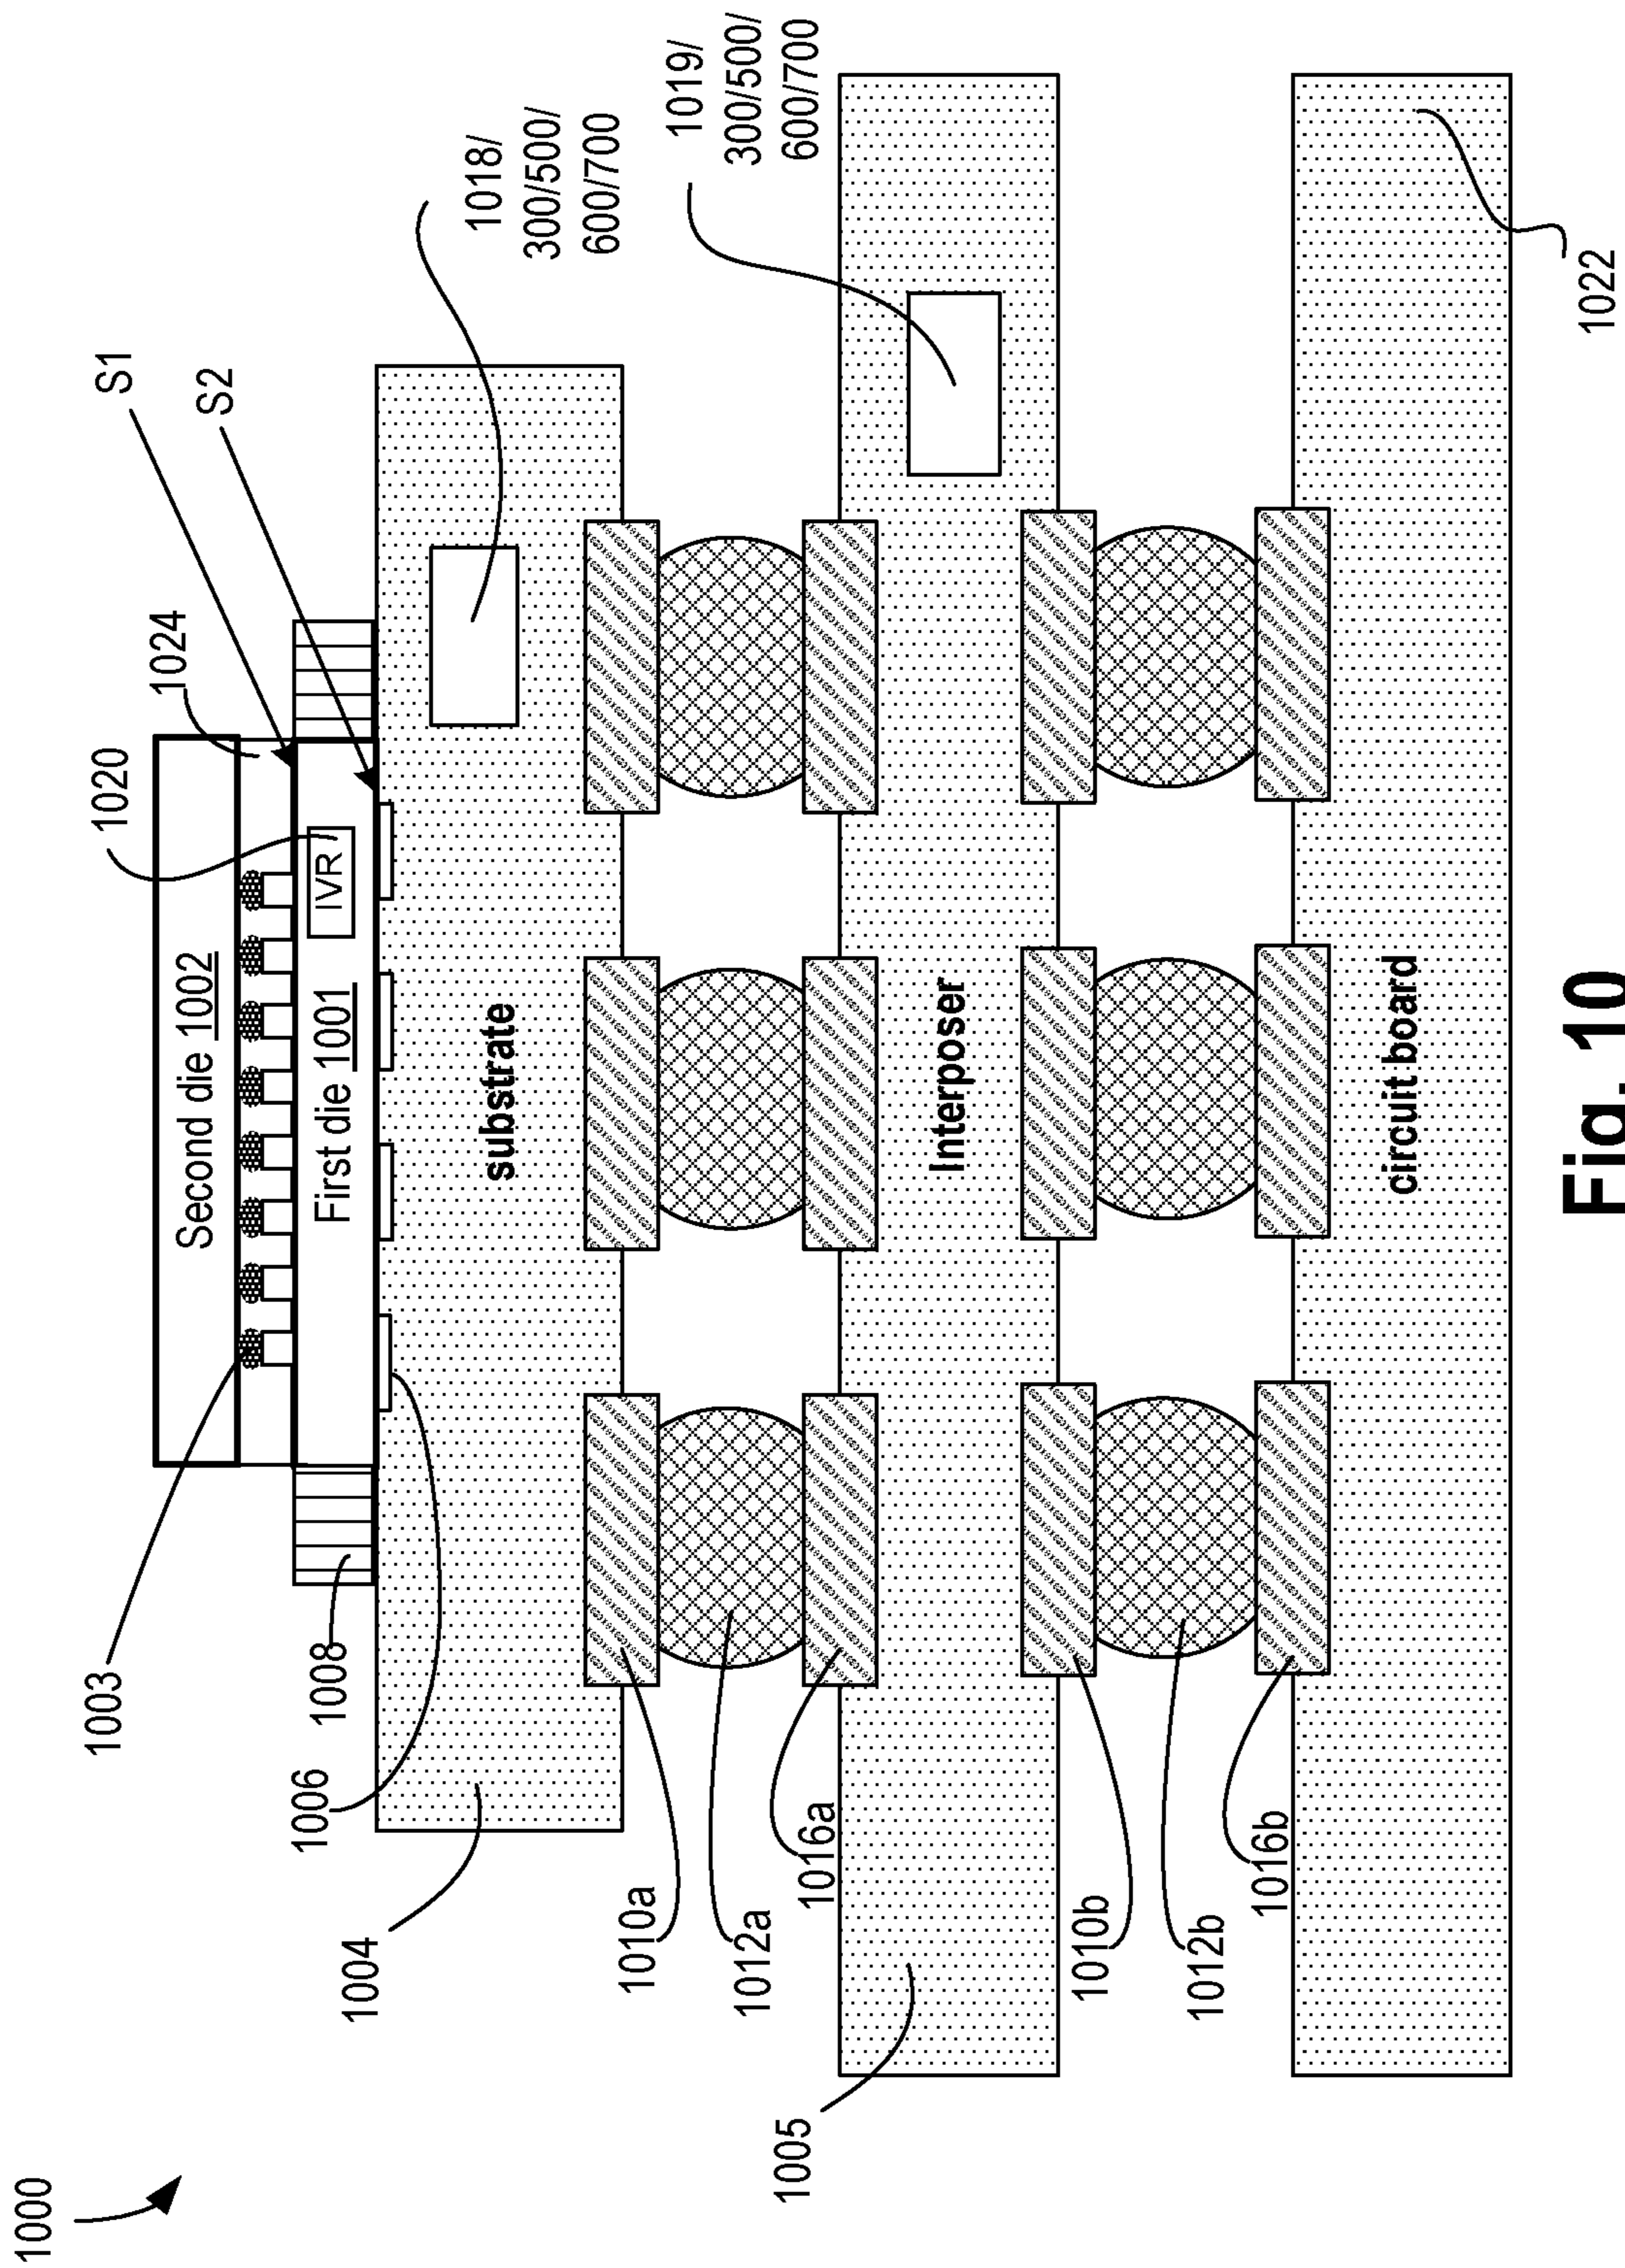 1000
1003
1020
1024
S1
S2
Second die 1002
First die 1001
IVR
1008
1006
1004
1018/
300/500/
600/700
substrate
1019/
300/500/
600/700
1010a
1012a
1016a
Interposer
1005
1010b
1012b
1016b
circuit board
1022
Fig. 10